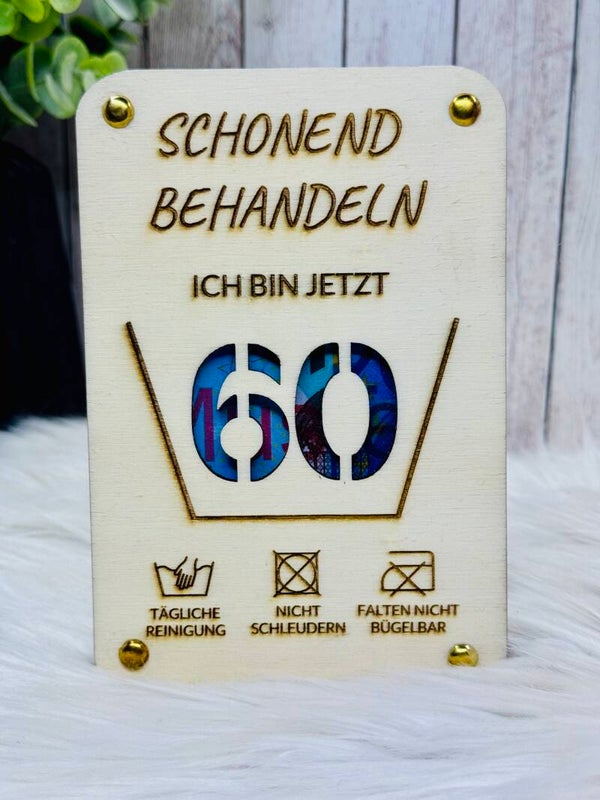 SCHONEND
BEHANDELN
ICH BIN JETZT
60
TÄGLICHE
REINIGUNG
NICHT
SCHLEUDERN
FALTEN NICHT
BÜGELBAR